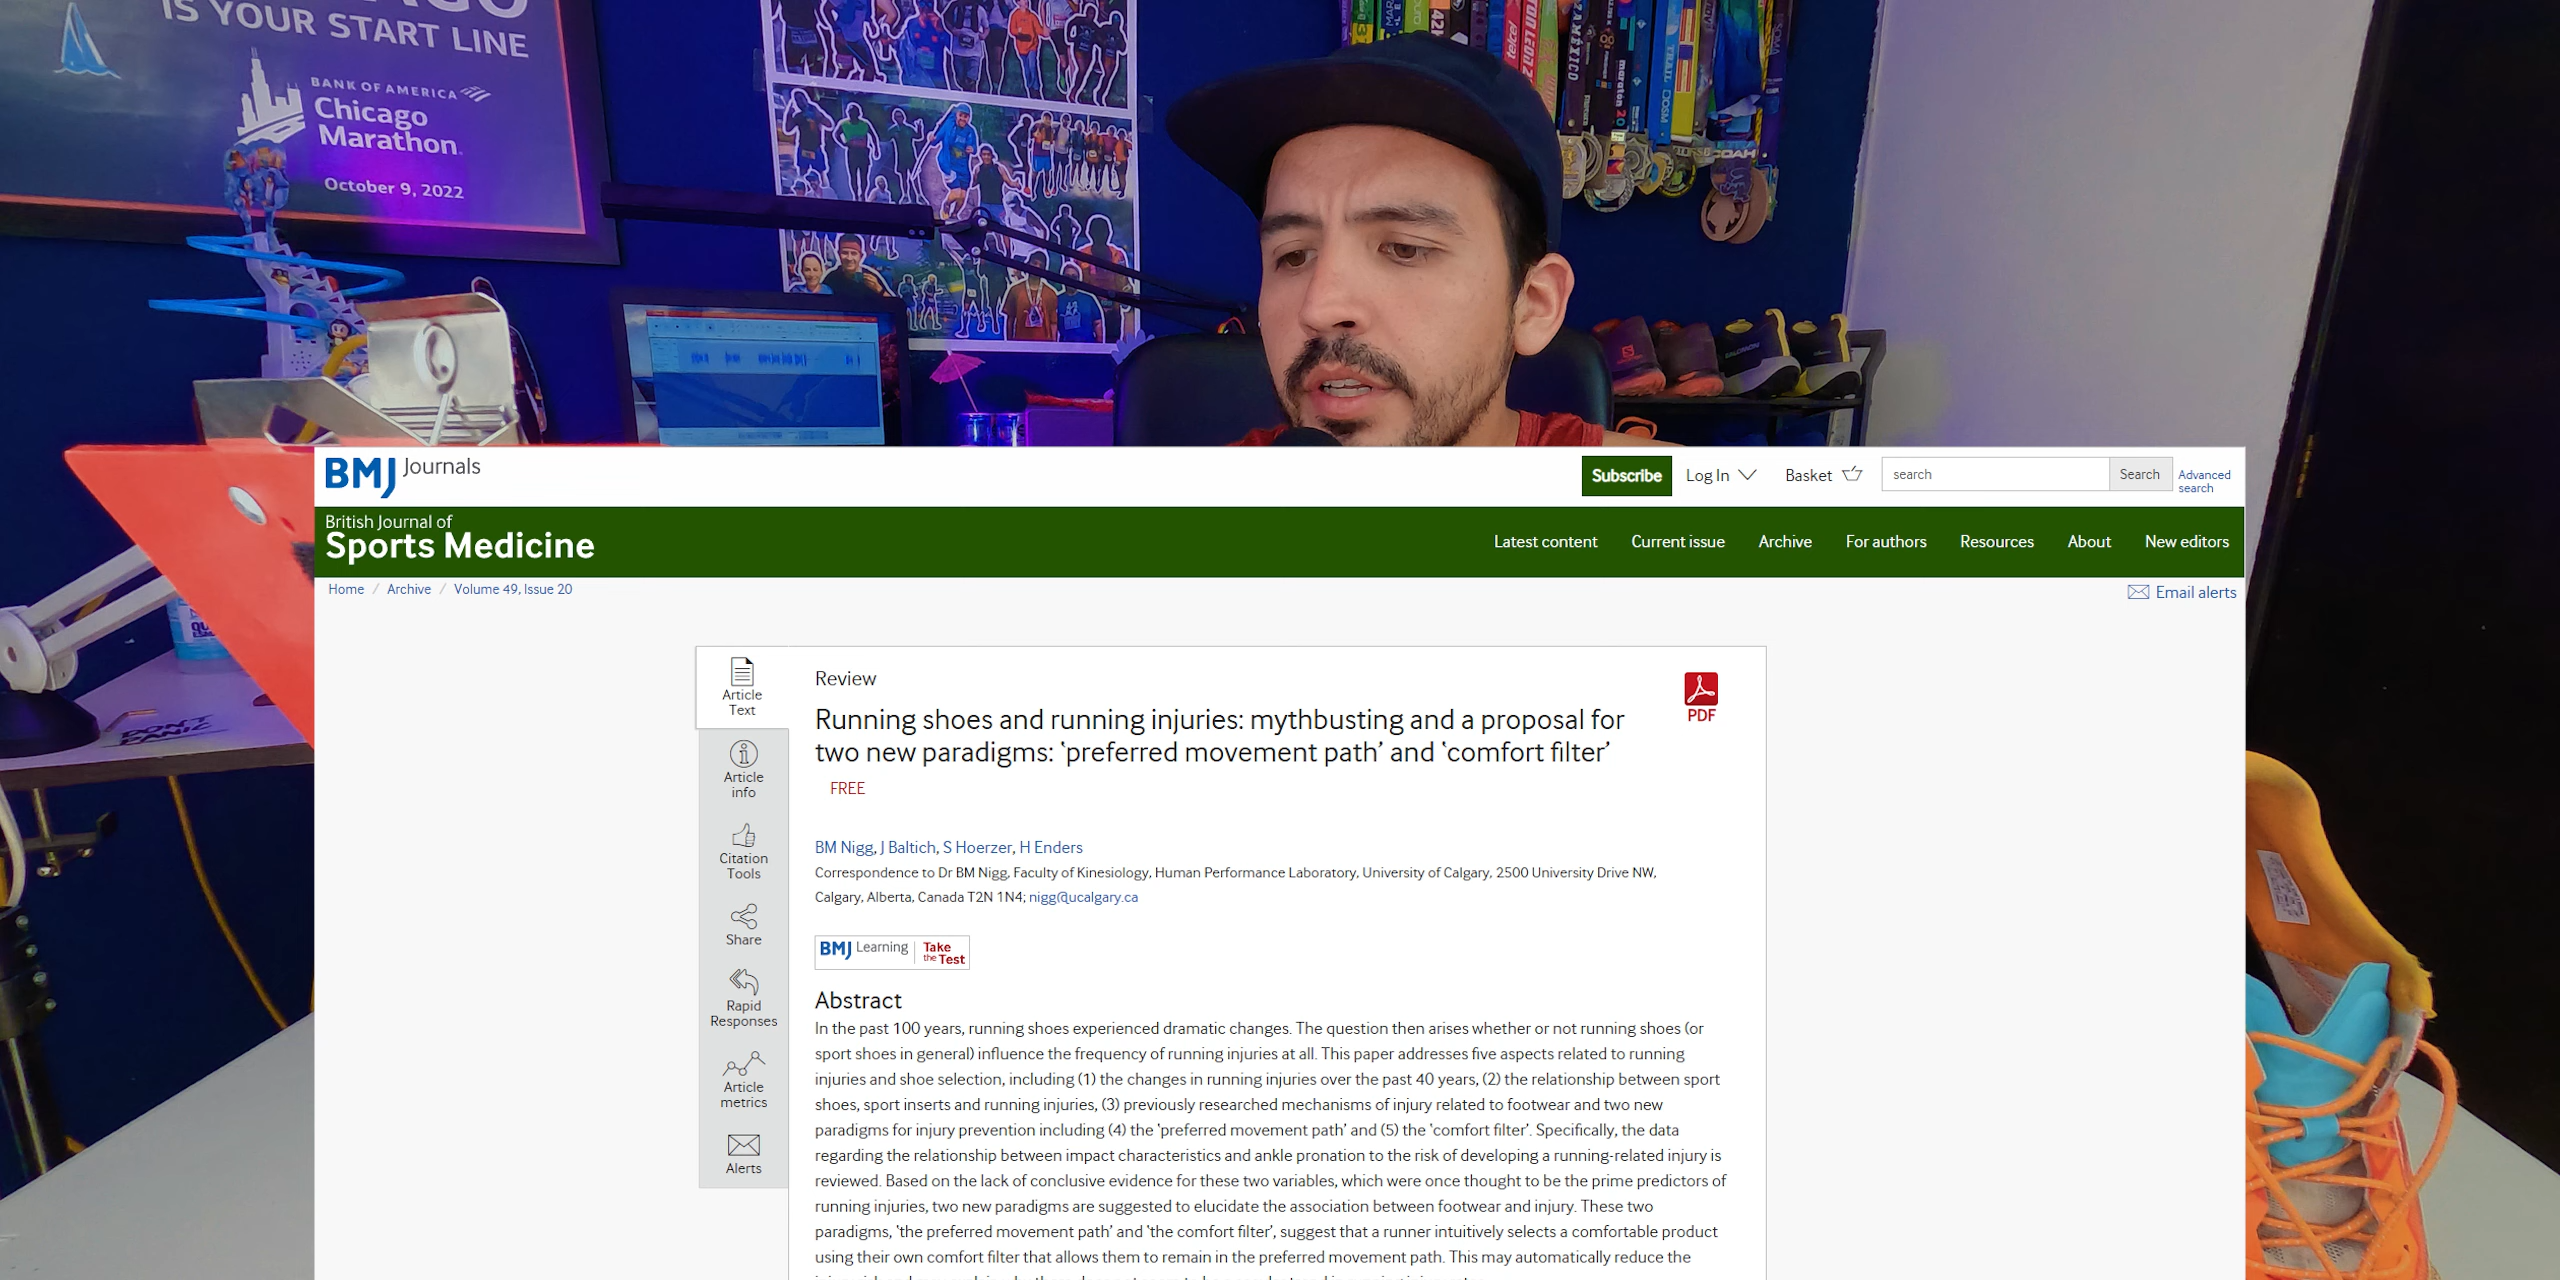 IS YOUR START LINE
BANK OF AMERICA
Chicago
Marathon
October 9, 2022
BMJ Journals
Subscribe
Log In
Basket
search
Search
Advanced search
British Journal of
Sports Medicine
Latest content
Current issue
Archive
For authors
Resources
About
New editors
Home / Archive / Volume 49, Issue 20
Email alerts
Article
Text
Article
info
Citation
Tools
Share
Rapid
Responses
Article
metrics
Alerts
Review
PDF
Running shoes and running injuries: mythbusting and a proposal for
two new paradigms: ‘preferred movement path’ and ‘comfort filter’
FREE
BM Nigg, J Baltich, S Hoerzer, H Enders
Correspondence to Dr BM Nigg, Faculty of Kinesiology, Human Performance Laboratory, University of Calgary, 2500 University Drive NW,
Calgary, Alberta, Canada T2N 1N4; nigg@ucalgary.ca
BMJ Learning Take
the Test
Abstract
In the past 100 years, running shoes experienced dramatic changes. The question then arises whether or not running shoes (or
sport shoes in general) influence the frequency of running injuries at all. This paper addresses five aspects related to running
injuries and shoe selection, including (1) the changes in running injuries over the past 40 years, (2) the relationship between sport
shoes, sport inserts and running injuries, (3) previously researched mechanisms of injury related to footwear and two new
paradigms for injury prevention including (4) the ‘preferred movement path’ and (5) the ‘comfort filter’. Specifically, the data
regarding the relationship between impact characteristics and ankle pronation to the risk of developing a running-related injury is
reviewed. Based on the lack of conclusive evidence for these two variables, which were once thought to be the prime predictors of
running injuries, two new paradigms are suggested to elucidate the association between footwear and injury. These two
paradigms, ‘the preferred movement path’ and ‘the comfort filter’, suggest that a runner intuitively selects a comfortable product
using their own comfort filter that allows them to remain in the preferred movement path. This may automatically reduce the
DON'T
PANIC
SALOMON
telcel
TRAIL
maratón